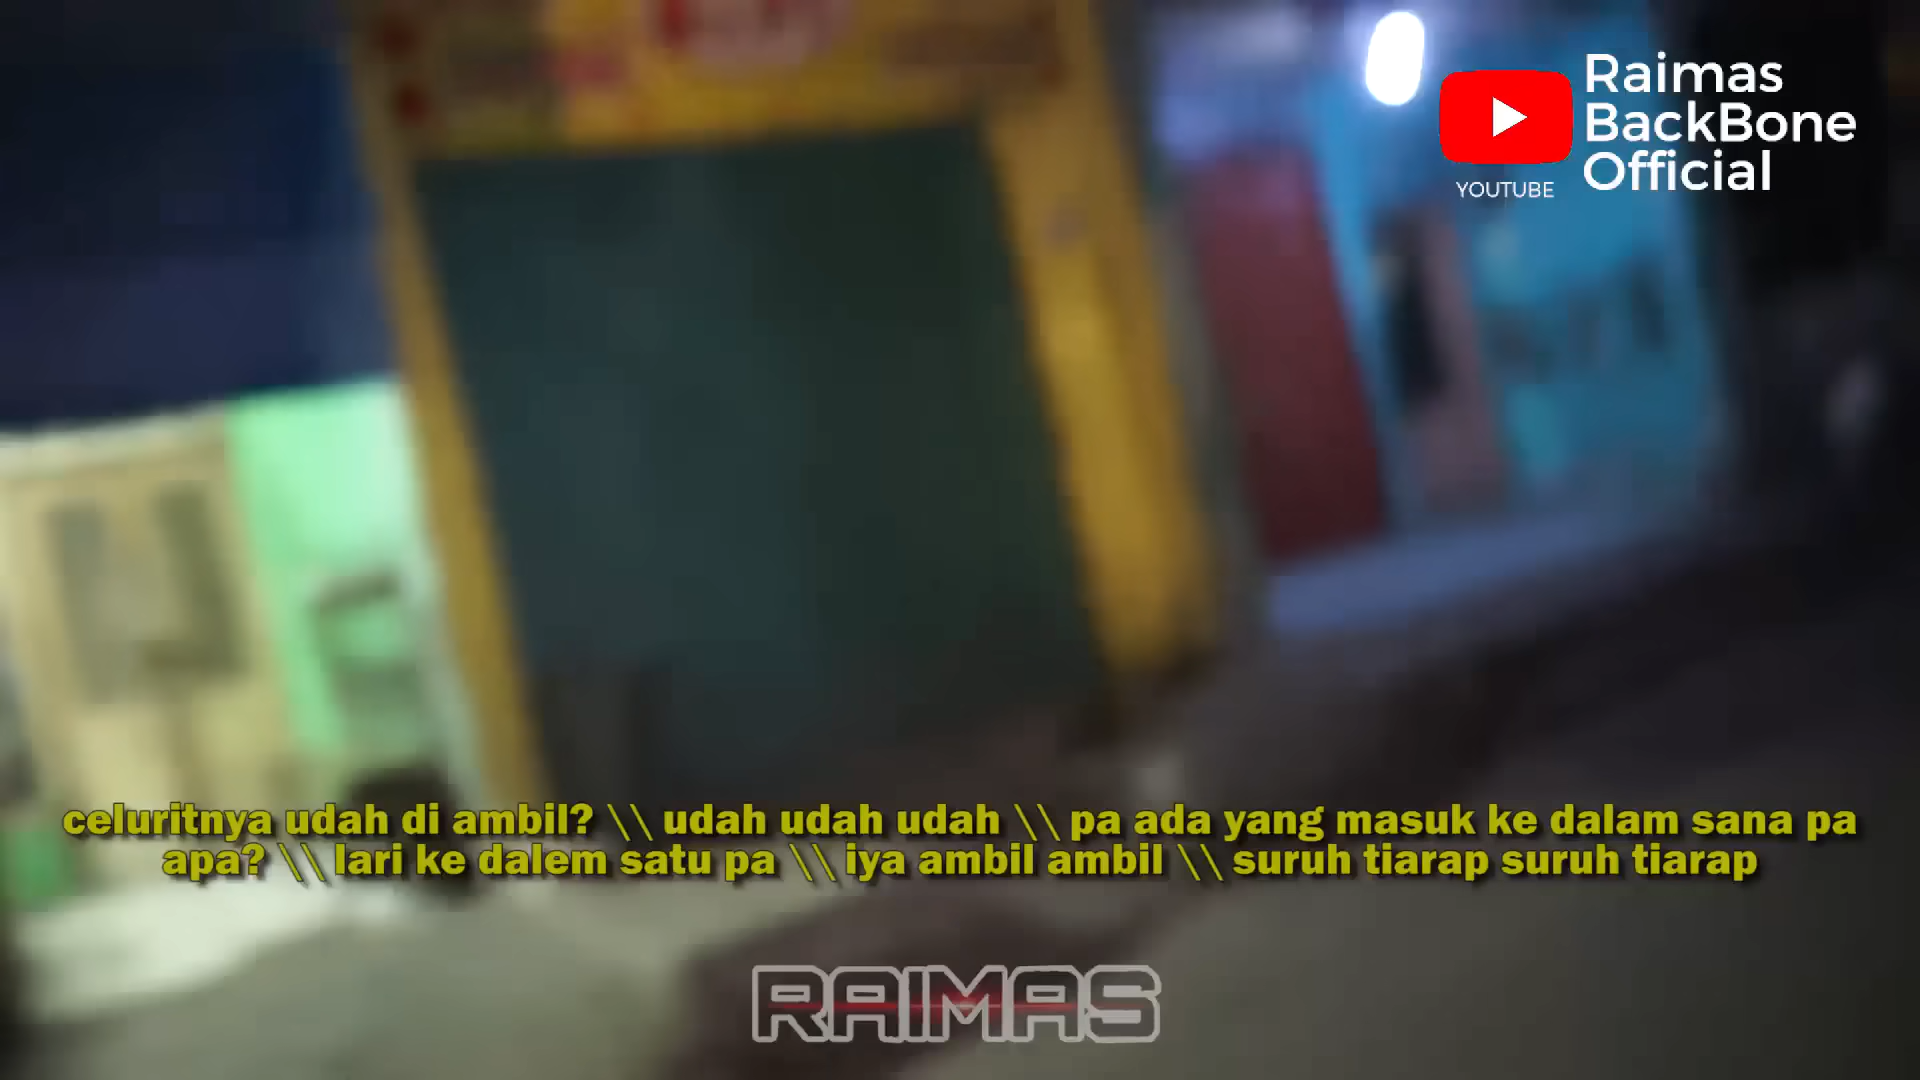 Raimas
BackBone
Official
YOUTUBE
celuritnya udah di ambil? \\ udah udah udah \\ pa ada yang masuk ke dalam sana pa
apa? \\ lari ke dalem satu pa \\ iya ambil ambil \\ suruh tiarap suruh tiarap
RAIMAS